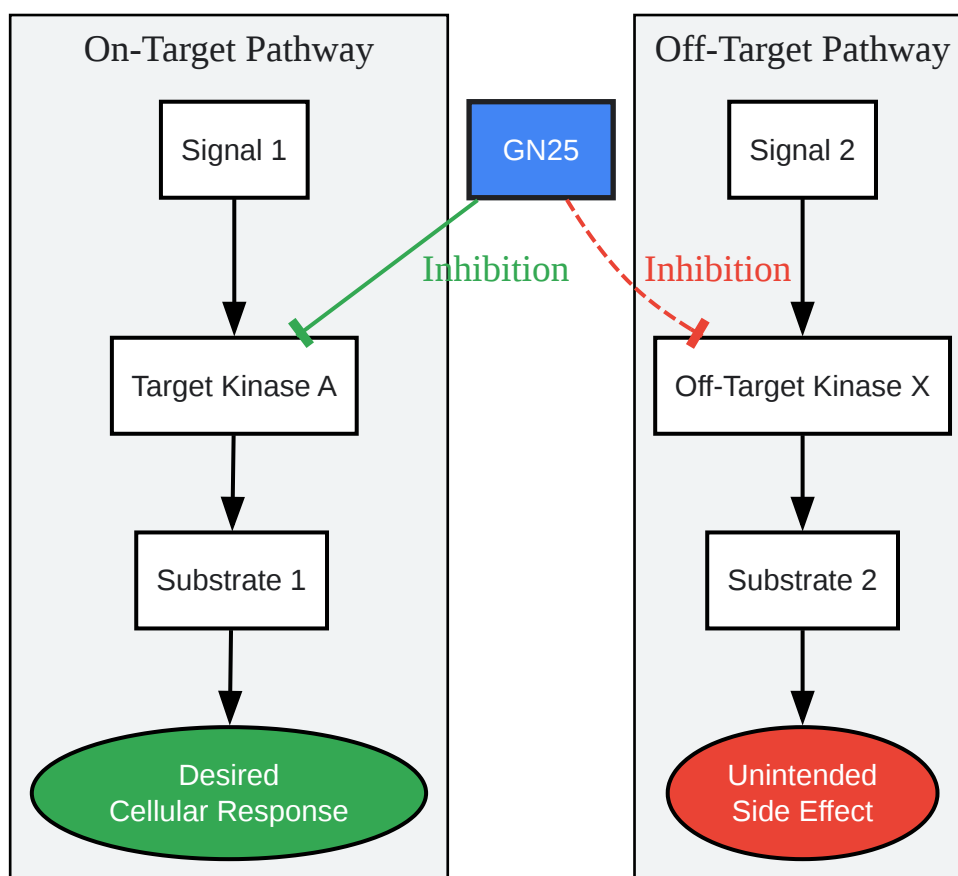 On-Target Pathway
Off-Target Pathway
Signal 1
GN25
Signal 2
Inhibition
Inhibition
Target Kinase A
Off-Target Kinase X
Substrate 1
Substrate 2
Desired
Cellular Response
Unintended
Side Effect